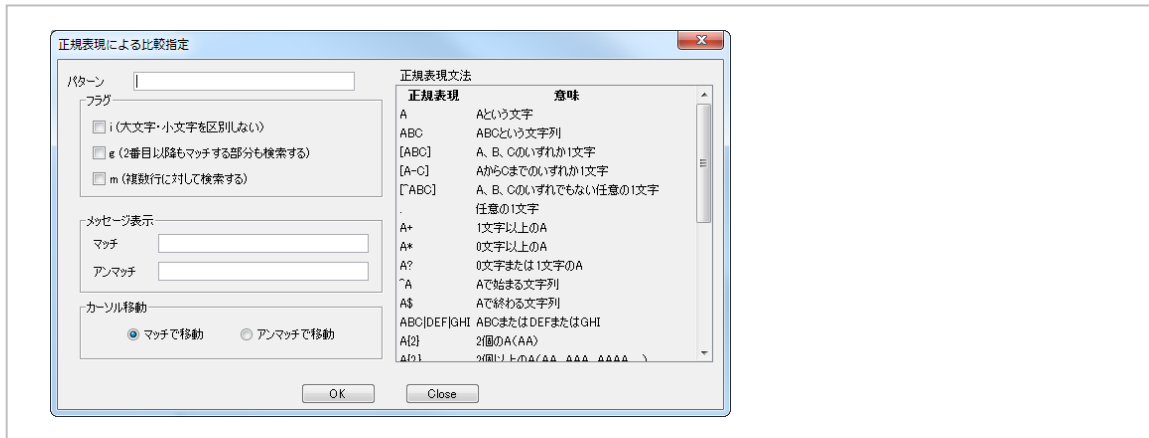 正規表現による比較指定
パターン
フラグ
i (大文字・小文字を区別しない)
g (2番目以降もマッチする部分も検索する)
m (複数行に対して検索する)
メッセージ表示
マッチ
アンマッチ
カーソル移動
マッチで移動 アンマッチで移動
正規表現文法
正規表現 意味
A Aという文字
ABC ABCという文字列
[ABC] A、B、Cのいずれか1文字
[A-C] AからCまでのいずれか1文字
[^ABC] A、B、Cのいずれでもない任意の1文字
. 任意の1文字
A+ 1文字以上のA
A* 0文字以上のA
A? 0文字または1文字のA
^A Aで始まる文字列
A$ Aで終わる文字列
ABC|DEF|GHI ABCまたはDEFまたはGHI
A{2} 2個のA(AA)
OK Close